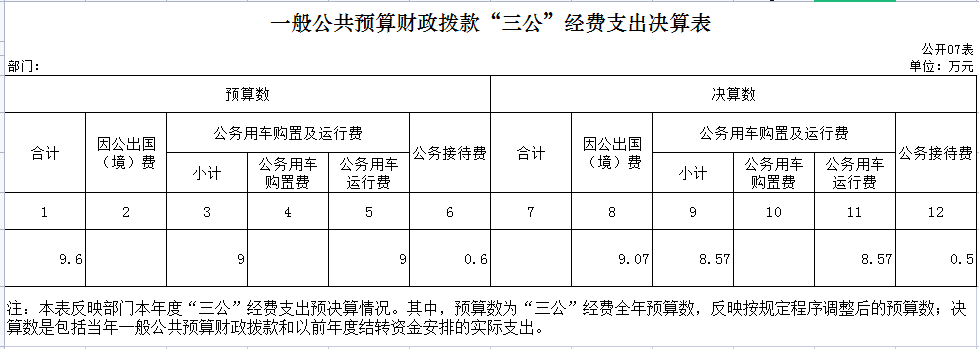 一般公共预算财政拨款“三公”经费支出决算表
公开07表
部门：
单位：万元
预算数
决算数
合计
因公出国
（境）费
公务用车购置及运行费
公务接待费
小计
公务用车
购置费
公务用车
运行费
合计
因公出国
（境）费
公务用车购置及运行费
公务接待费
小计
公务用车
购置费
公务用车
运行费
1 2 3 4 5 6 7 8 9 10 11 12
9.6 9 9 0.6 9.07 8.57 8.57 0.5
注：本表反映部门本年度“三公”经费支出预决算情况。其中，预算数为“三公”经费全年预算数，反映按规定程序调整后的预算数；决
算数是包括当年一般公共预算财政拨款和以前年度结转资金安排的实际支出。